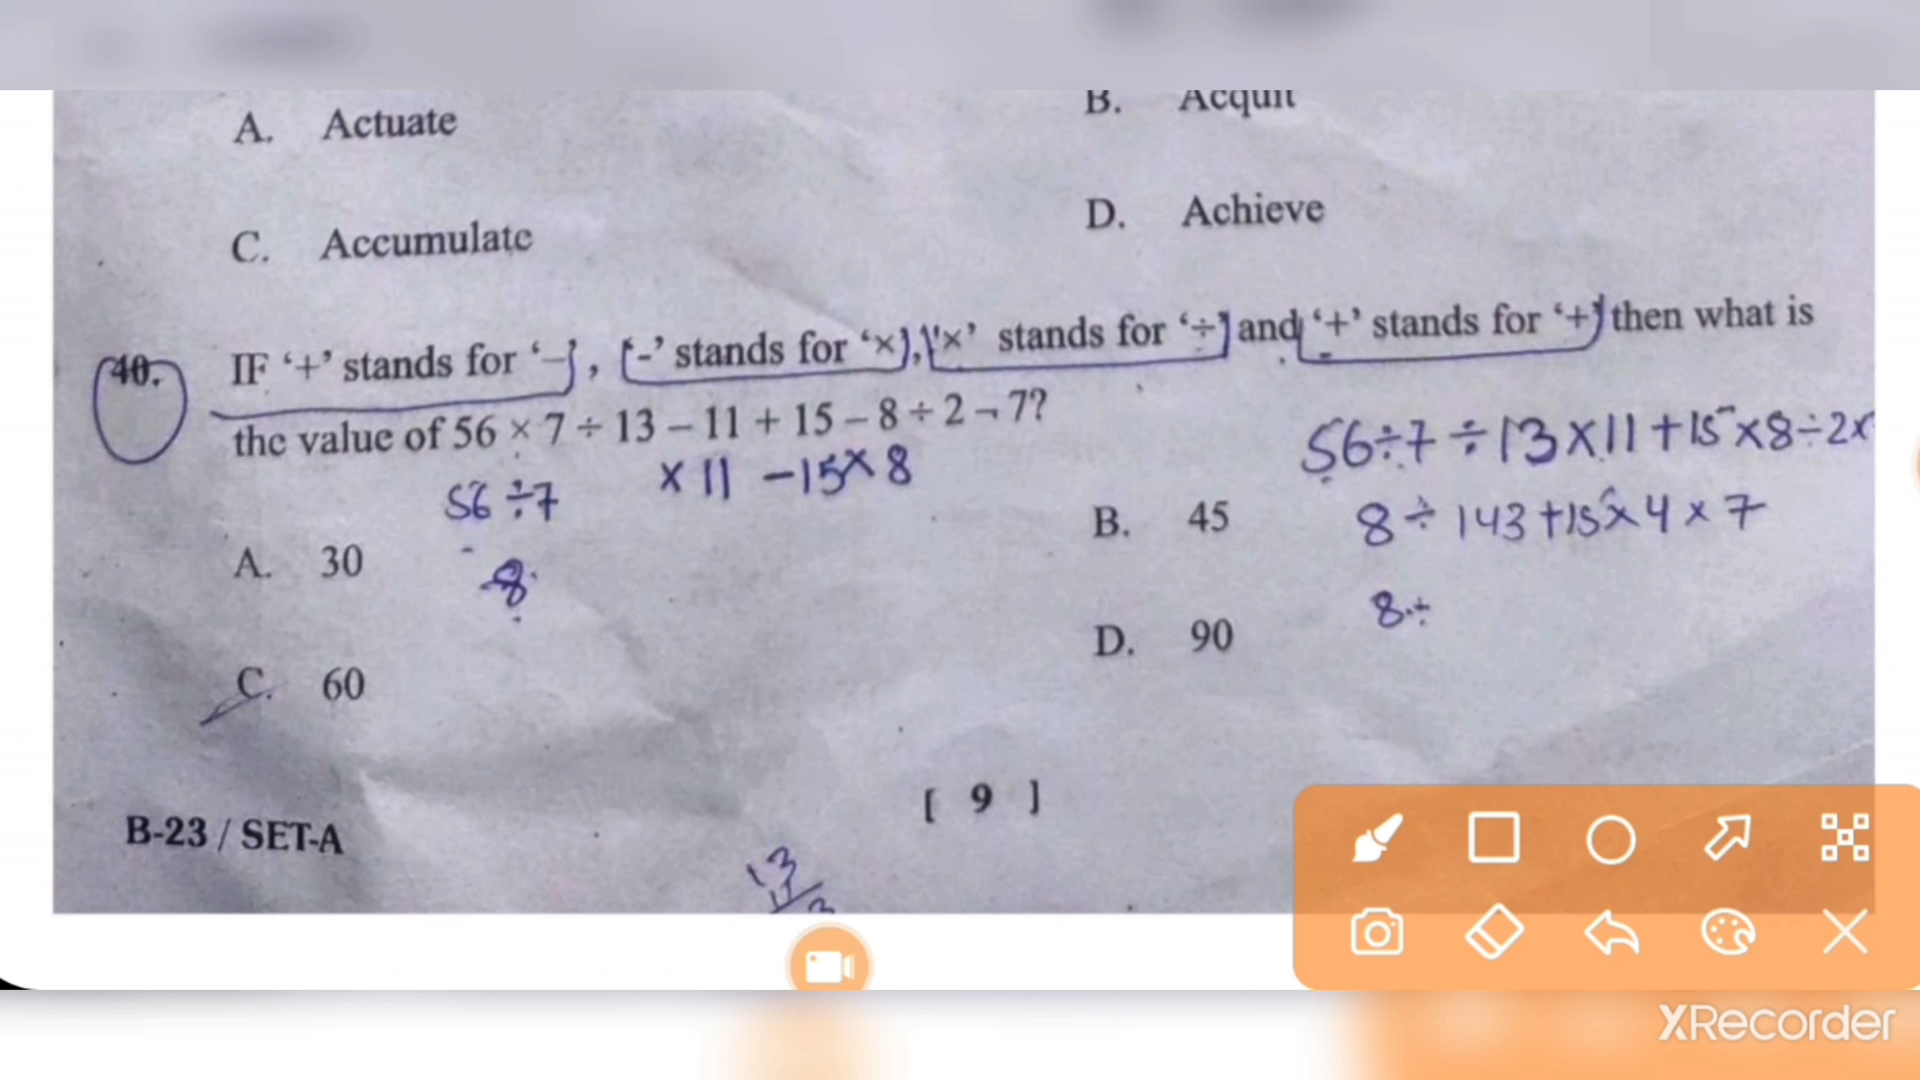 A. Actuate
B. Acquit
C. Accumulate
D. Achieve
40. IF ‘+’ stands for ‘–’, ‘-’ stands for ‘×’, ‘×’ stands for ‘÷’ and ‘+’ stands for ‘+’ then what is
the value of 56 × 7 ÷ 13 – 11 + 15 – 8 ÷ 2 – 7?
56÷7÷13×11+15×8÷2×
56÷7 ×11 −15×8
8÷143+15×4×7
A. 30
B. 45
8
8÷
C. 60
D. 90
[ 9 ]
B-23 / SET-A
13
XRecorder